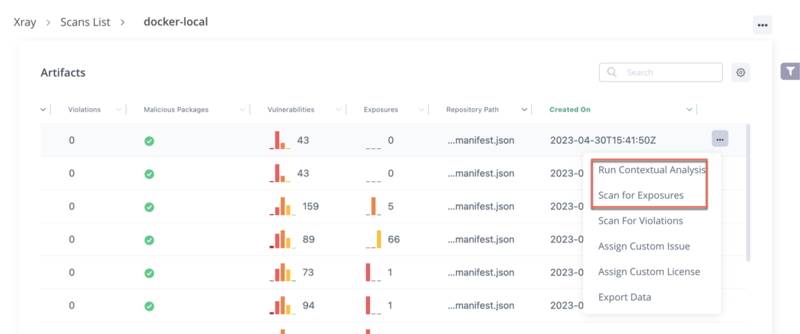 Xray > Scans List > docker-local
Artifacts
Search
Violations Malicious Packages Vulnerabilities Exposures Repository Path Created On
0 43 0 ...manifest.json 2023-04-30T15:41:50Z
0 43 0 ...manifest.json 2023-0
Run Contextual Analysis
0 159 5 ...manifest.json 2023-0
Scan for Exposures
Scan For Violations
0 89 66 ...manifest.json 2023-0
Assign Custom Issue
0 73 1 ...manifest.json 2023-0
Assign Custom License
0 94 1 ...manifest.json 2023-0
Export Data